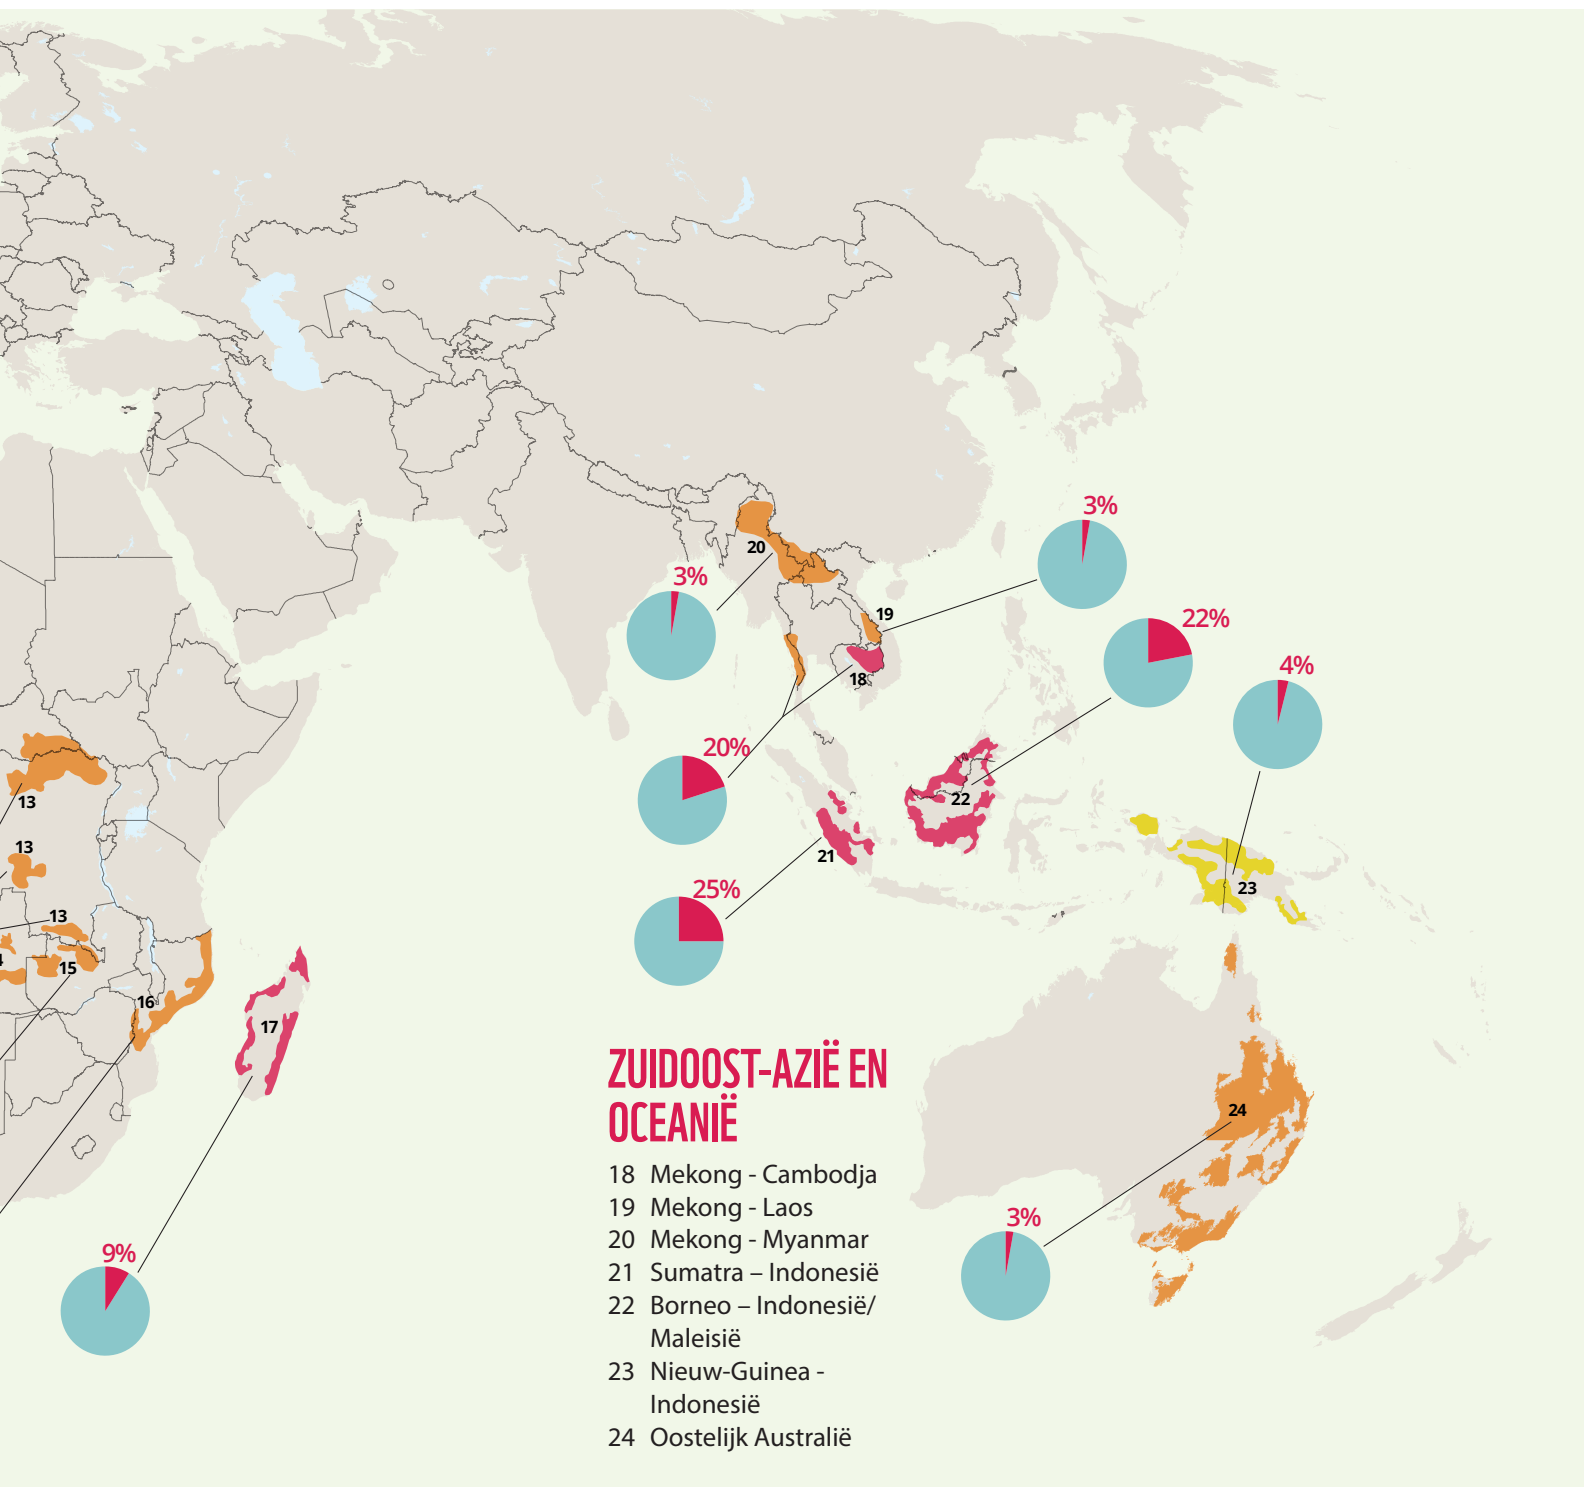 3%
20
3%
19
22%
18
4%
20%
13
22
13
21
23
25%
13
15
16
17
ZUIDOOST-AZIË EN
OCEANIË
24
18 Mekong - Cambodja
19 Mekong - Laos
3%
20 Mekong - Myanmar
9%
21 Sumatra – Indonesië
22 Borneo – Indonesië/
Maleisië
23 Nieuw-Guinea -
Indonesië
24 Oostelijk Australië